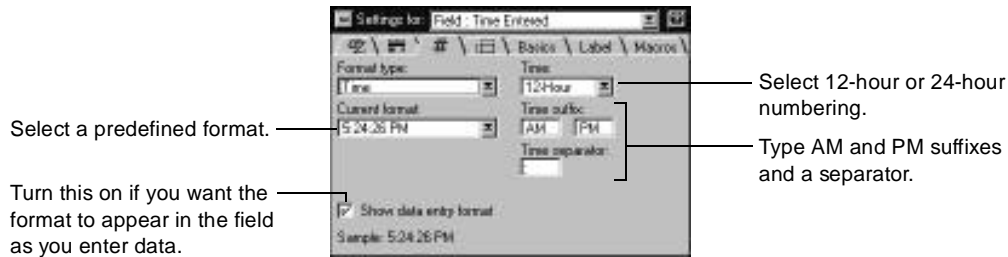 Settings for: Field : Time Entered
# Basics Label Macros
Format type:
Time
Time:
12-Hour
Select 12-hour or 24-hour
numbering.
Current format:
5:24:26 PM
Time suffix:
AM PM
Time separator:
:
Select a predefined format.
Type AM and PM suffixes
and a separator.
Turn this on if you want the
format to appear in the field
as you enter data.
Show data entry format
Sample: 5:24:26 PM